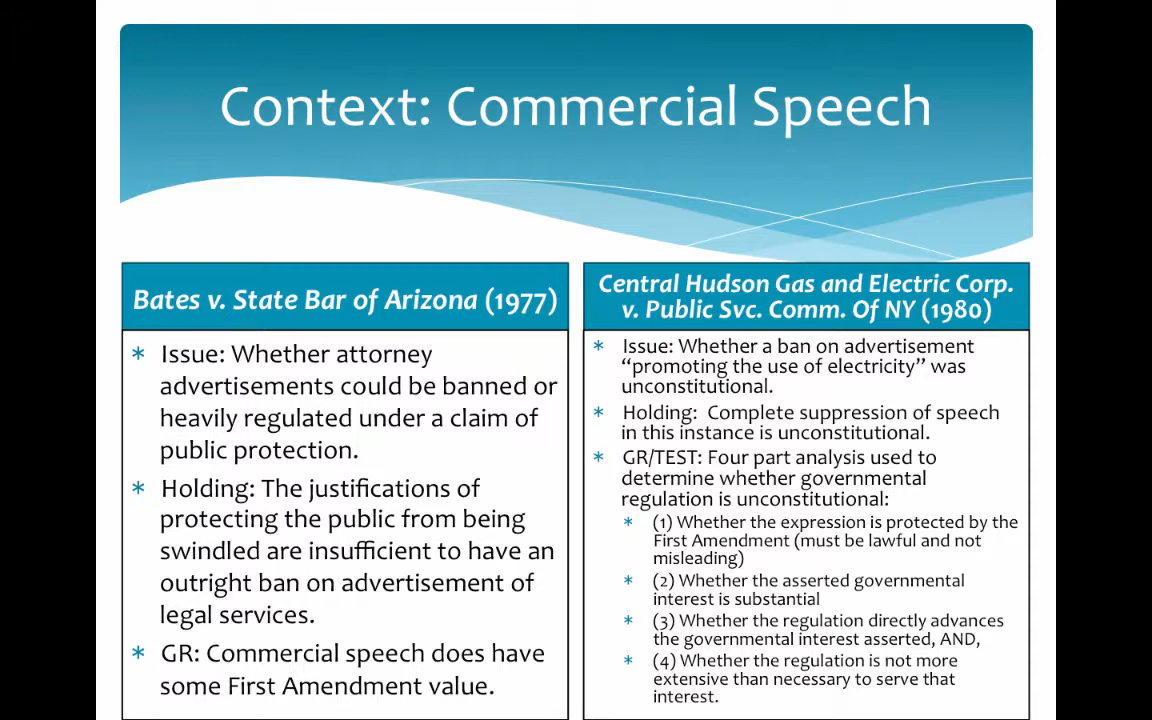 Context: Commercial Speech
Bates v. State Bar of Arizona (1977)
* Issue: Whether attorney
advertisements could be banned or
heavily regulated under a claim of
public protection.
* Holding: The justifications of
protecting the public from being
swindled are insufficient to have an
outright ban on advertisement of
legal services.
* GR: Commercial speech does have
some First Amendment value.
Central Hudson Gas and Electric Corp.
v. Public Svc. Comm. Of NY (1980)
* Issue: Whether a ban on advertisement
“promoting the use of electricity” was
unconstitutional.
* Holding: Complete suppression of speech
in this instance is unconstitutional.
* GR/TEST: Four part analysis used to
determine whether governmental
regulation is unconstitutional:
* (1) Whether the expression is protected by the
First Amendment (must be lawful and not
misleading)
* (2) Whether the asserted governmental
interest is substantial
* (3) Whether the regulation directly advances
the governmental interest asserted, AND,
* (4) Whether the regulation is not more
extensive than necessary to serve that
interest.